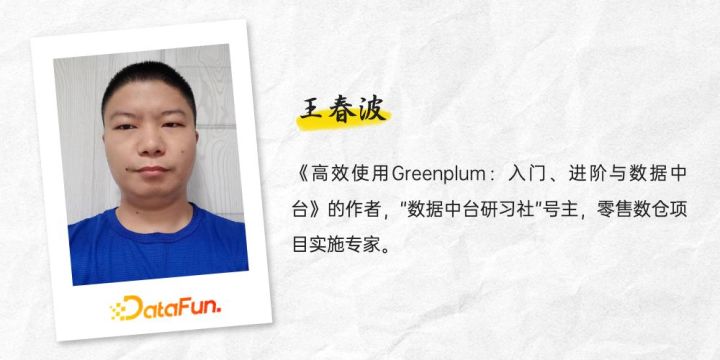 王春波
《高效使用Greenplum：入门、进阶与数据中
台》的作者，“数据中台研习社”号主，零售数仓项
目实施专家。
DataFun.